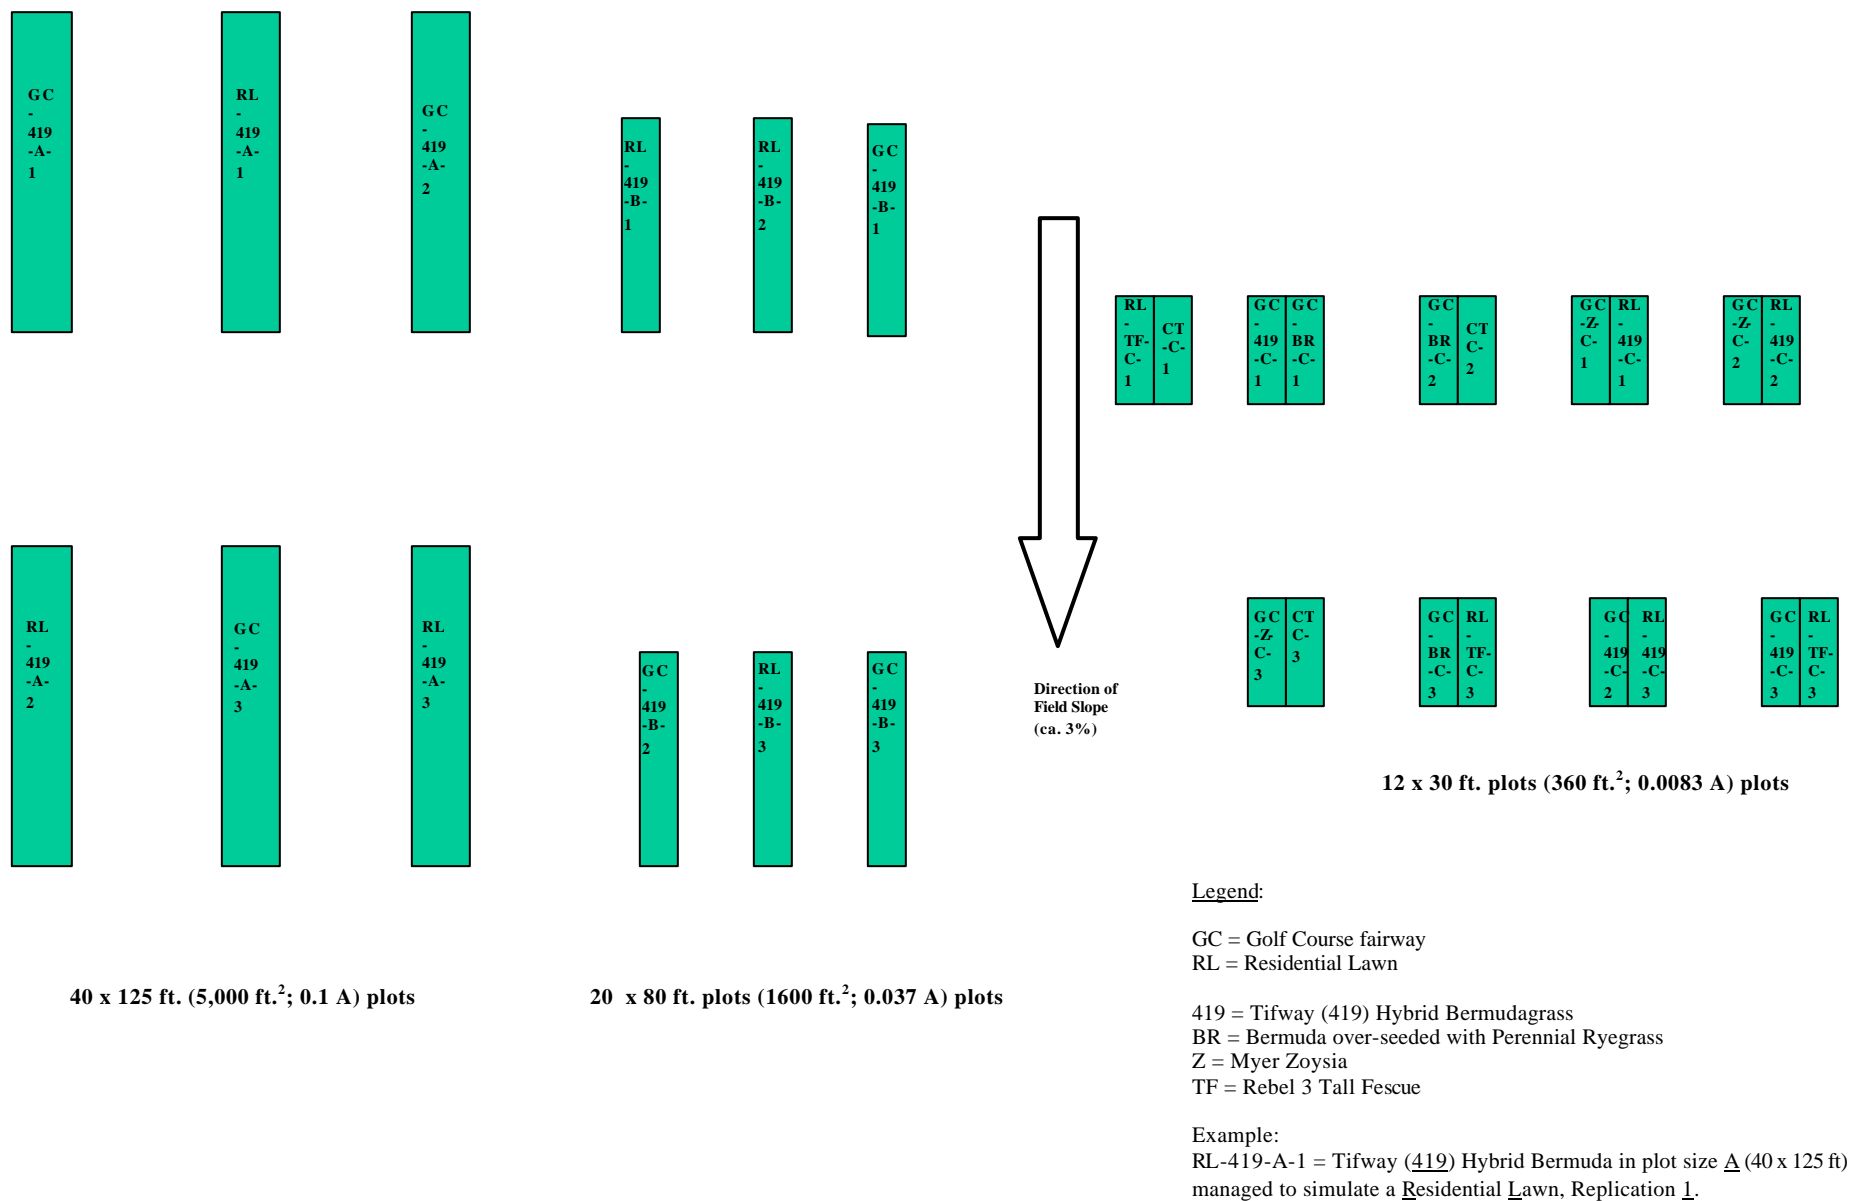 GC
-
419
-A-
1
RL
-
419
-A-
1
GC
-
419
-A-
2
RL
-
419
-B-
1
RL
-
419
-B-
2
GC
-
419
-B-
1
RL
-
TF-
C-
1
CT
-C-
1
GC
-
419
-C-
1
GC
-
BR
-C-
1
GC
-
BR
-C-
2
CT
C-
2
GC
-Z-
C-
1
RL
-
419
-C-
1
GC
-Z-
C-
2
RL
-
419
-C-
2
RL
-
419
-A-
2
GC
-
419
-A-
3
RL
-
419
-A-
3
GC
-
419
-B-
2
RL
-
419
-B-
3
GC
-
419
-B-
3
Direction of
Field Slope
(ca. 3%)
GC
-Z-
C-
3
CT
C-
3
GC
-
BR
-C-
3
RL
-
TF-
C-
3
GC
-
419
-C-
2
RL
-
419
-C-
3
GC
-
419
-C-
3
RL
-
TF-
C-
3
12 x 30 ft. plots (360 ft.²; 0.0083 A) plots
40 x 125 ft. (5,000 ft.²; 0.1 A) plots
20 x 80 ft. plots (1600 ft.²; 0.037 A) plots
Legend:
GC = Golf Course fairway
RL = Residential Lawn
419 = Tifway (419) Hybrid Bermudagrass
BR = Bermuda over-seeded with Perennial Ryegrass
Z = Myer Zoysia
TF = Rebel 3 Tall Fescue
Example:
RL-419-A-1 = Tifway (419) Hybrid Bermuda in plot size A (40 x 125 ft)
managed to simulate a Residential Lawn, Replication 1.